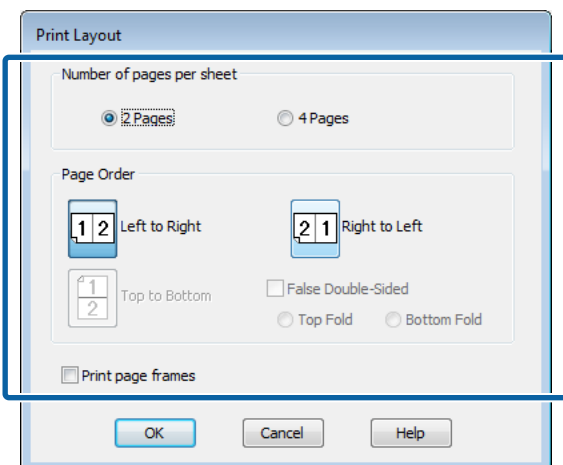 Print Layout
Number of pages per sheet
2 Pages 4 Pages
Page Order
1 2 Left to Right 2 1 Right to Left
1
2 Top to Bottom False Double-Sided
Top Fold Bottom Fold
Print page frames
OK Cancel Help